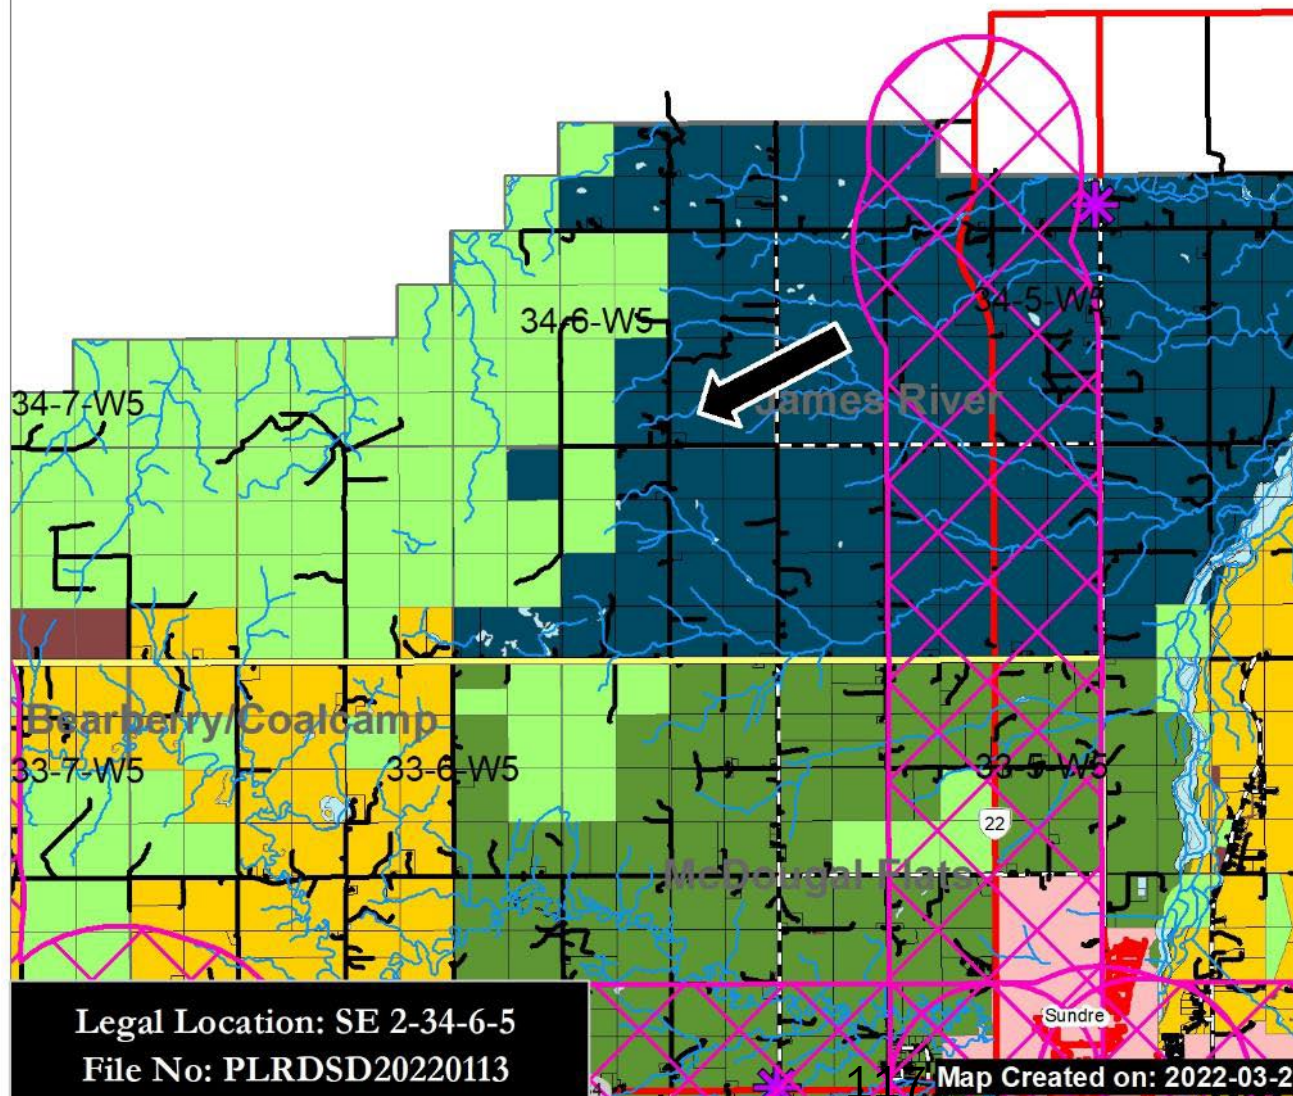 34-6-W5
34-5-W5
34-7-W5
James River
Bearberry/Coalcamp
33-7-W5
33-6-W5
33-5-W5
22
McDougal Flats
Sundre
Legal Location: SE 2-34-6-5
File No: PLRDSD20220113
117
Map Created on: 2022-03-2